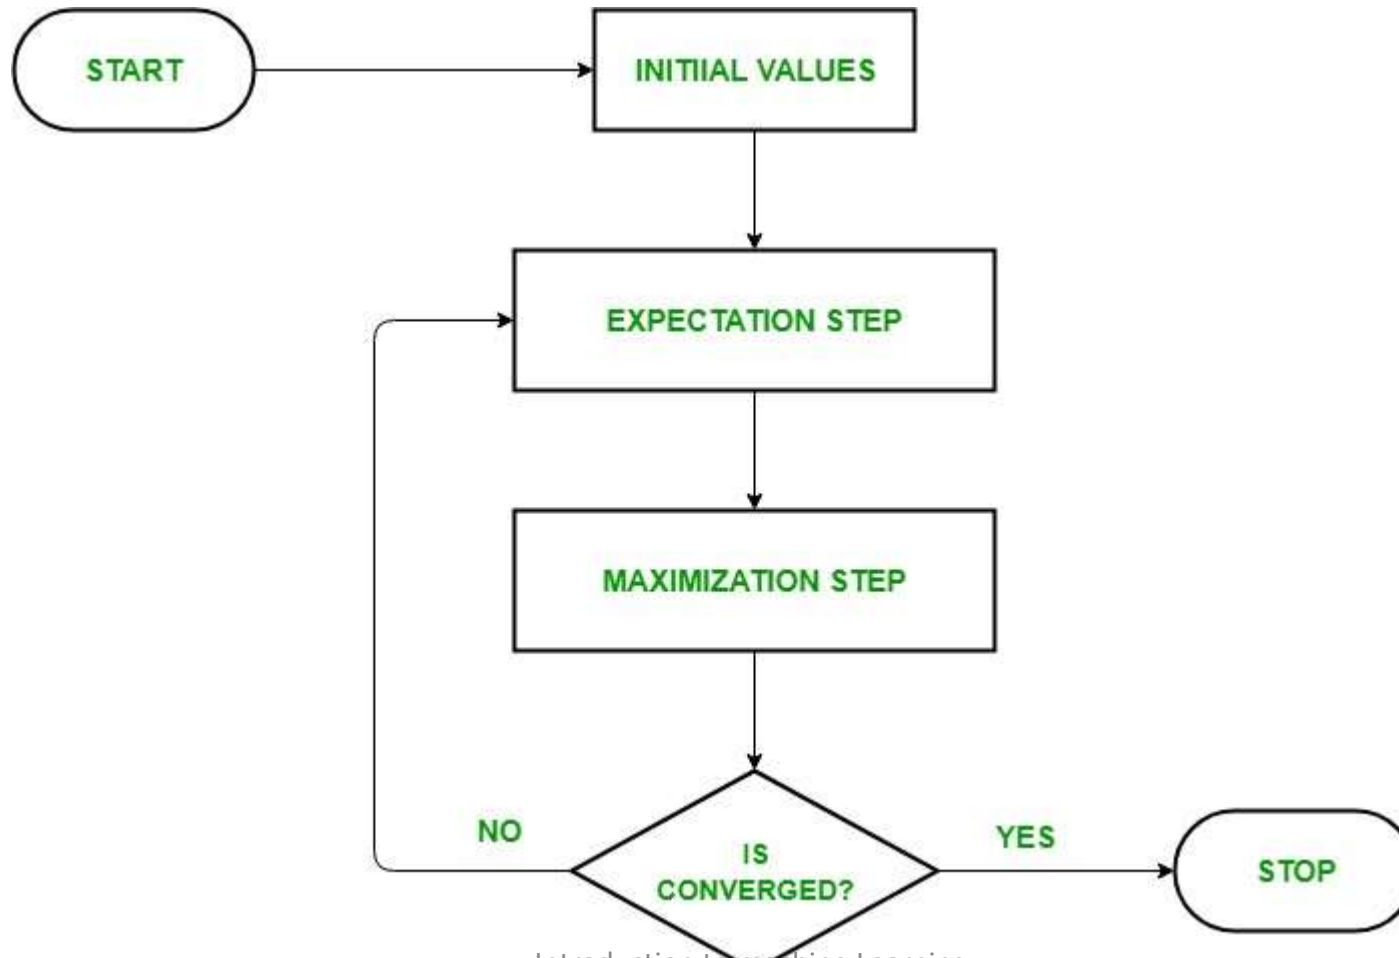 START
INITIIAL VALUES
EXPECTATION STEP
MAXIMIZATION STEP
NO
IS
CONVERGED?
YES
STOP